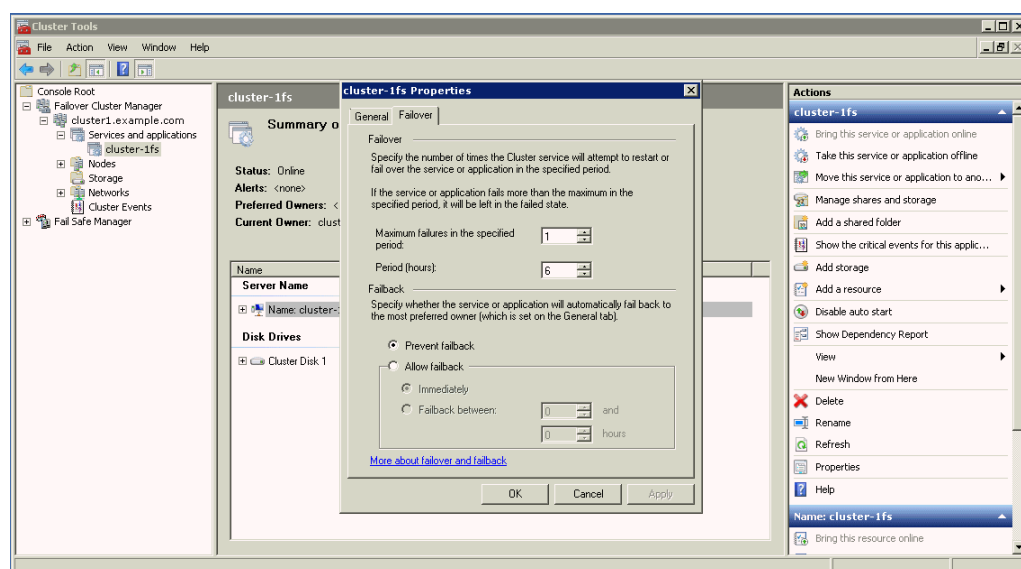 Cluster Tools
File Action View Window Help
Console Root
Failover Cluster Manager
cluster1.example.com
Services and applications
cluster-1fs
Nodes
Storage
Networks
Cluster Events
Fail Safe Manager
cluster-1fs
Summary o
Status: Online
Alerts: <none>
Preferred Owners: <
Current Owner: clust
Name
Server Name
Name: cluster-
Disk Drives
Cluster Disk 1
cluster-1fs Properties
General Failover
Failover
Specify the number of times the Cluster service will attempt to restart or
fail over the service or application in the specified period.
If the service or application fails more than the maximum in the
specified period, it will be left in the failed state.
Maximum failures in the specified
period:
1
Period (hours):
6
Failback
Specify whether the service or application will automatically fail back to
the most preferred owner (which is set on the General tab).
Prevent failback
Allow failback
Immediately
Failback between:
0 and
0 hours
More about failover and failback
OK Cancel Apply
Actions
cluster-1fs
Bring this service or application online
Take this service or application offline
Move this service or application to ano...
Manage shares and storage
Add a shared folder
Show the critical events for this applic...
Add storage
Add a resource
Disable auto start
Show Dependency Report
View
New Window from Here
Delete
Rename
Refresh
Properties
Help
Name: cluster-1fs
Bring this resource online